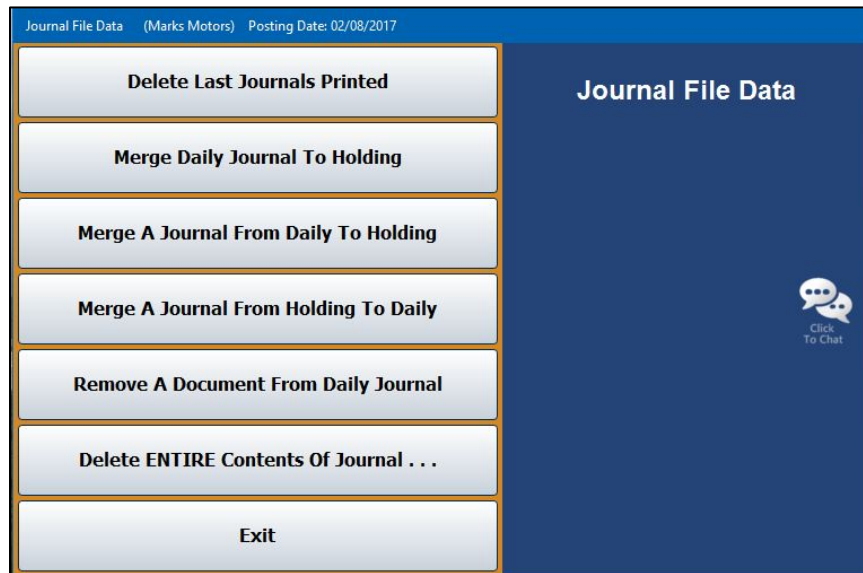 Journal File Data (Marks Motors) Posting Date: 02/08/2017
Delete Last Journals Printed
Journal File Data
Merge Daily Journal To Holding
Merge A Journal From Daily To Holding
Merge A Journal From Holding To Daily
Click
To Chat
Remove A Document From Daily Journal
Delete ENTIRE Contents Of Journal . . .
Exit